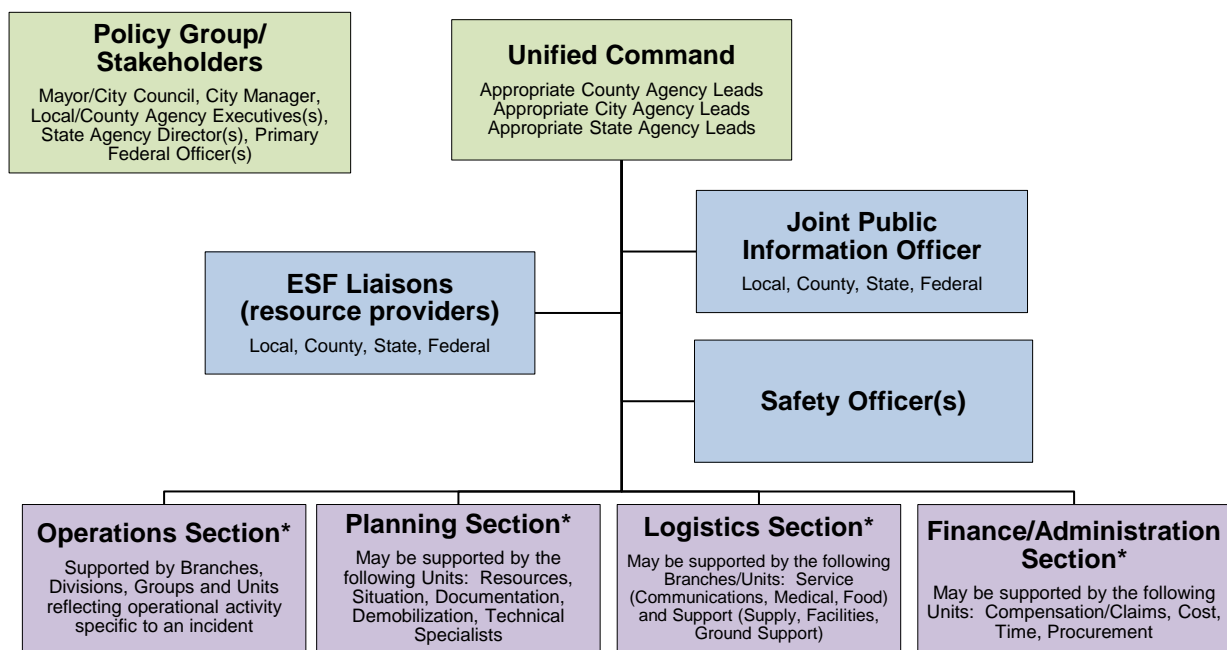 Policy Group/
Stakeholders
Mayor/City Council, City Manager,
Local/County Agency Executives(s),
State Agency Director(s), Primary
Federal Officer(s)
Unified Command
Appropriate County Agency Leads
Appropriate City Agency Leads
Appropriate State Agency Leads
Joint Public
Information Officer
Local, County, State, Federal
ESF Liaisons
(resource providers)
Local, County, State, Federal
Safety Officer(s)
Operations Section*
Supported by Branches,
Divisions, Groups and Units
reflecting operational activity
specific to an incident
Planning Section*
May be supported by the
following Units: Resources,
Situation, Documentation,
Demobilization, Technical
Specialists
Logistics Section*
May be supported by the following
Branches/Units: Service
(Communications, Medical, Food)
and Support (Supply, Facilities,
Ground Support)
Finance/Administration
Section*
May be supported by the following
Units: Compensation/Claims, Cost,
Time, Procurement